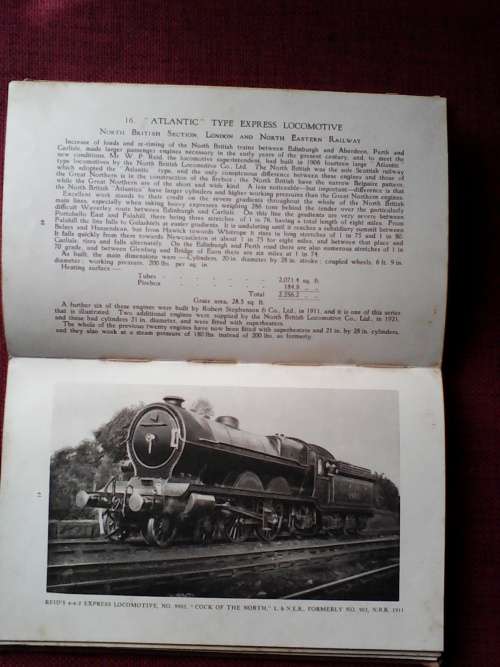 16. "ATLANTIC" TYPE EXPRESS LOCOMOTIVE
NORTH BRITISH SECTION, LONDON AND NORTH EASTERN RAILWAY
Increase of loads and re-timing of the North British trains between Edinburgh and Aberdeen, Perth and
Carlisle, made larger passenger engines necessary in the early years of the present century, and to meet the
new conditions, Mr. W. P. Reid, the locomotive superintendent, had built in 1906 fourteen large "Atlantic"
type locomotives by the North British Locomotive Co., Ltd. The North British was the sole Scottish railway
which adopted the "Atlantic" type, and the only conspicuous difference between these engines and those of
the Great Northern is in the construction of the firebox; the North British have the narrow Belpaire pattern,
while the Great Northern are of the short and wide kind. A less noticeable—but important—difference is that
the North British "Atlantics" have larger cylinders and higher working pressures than the Great Northern engines.
Excellent work stands to their credit on the severe gradients throughout the whole of the North British
main lines, especially when taking heavy expresses weighing 286 tons behind the tender over the particularly
difficult Waverley route between Edinburgh and Carlisle. On this line the gradients are very severe between
Portobello East and Falahill, there being three stretches of 1 in 70, having a total length of eight miles. From
Falahill the line falls to Galashiels at easier gradients. It is undulating until it reaches a subsidiary summit between
Belses and Hassendean, but from Hawick towards Whitrope it rises in long stretches of 1 in 75 and 1 in 80.
It falls quickly from there towards Newcastleton at about 1 in 75 for eight miles, and between that place and
Carlisle, rises and falls alternately. On the Edinburgh and Perth road there are also numerous stretches of 1 in
70 grade, and between Glenfarg and Bridge of Earn there are six miles of 1 in 74.
As built, the main dimensions were:—Cylinders, 20 in. diameter by 28 in. stroke; coupled wheels, 6 ft. 9 in.
diameter; working pressure, 200 lbs. per sq. in.
Heating surface—
Tubes 2,071.4 sq. ft.
Firebox 184.8
Total 2,256.2
Grate area, 28.5 sq. ft.
A further six of these engines were built by Robert Stephenson & Co., Ltd., in 1911, and it is one of this series
that is illustrated. Two additional engines were supplied by the North British Locomotive Co., Ltd., in 1921,
and these had cylinders 21 in. diameter, and were fitted with superheaters.
The whole of the previous twenty engines have now been fitted with superheaters and 21 in. by 28 in. cylinders,
and they also work at a steam pressure of 180 lbs. instead of 200 lbs. as formerly.
REID'S 4-4-2 EXPRESS LOCOMOTIVE, NO. 9903, "COCK OF THE NORTH," L. & N.E.R., FORMERLY NO. 903, N.B.R. 1911